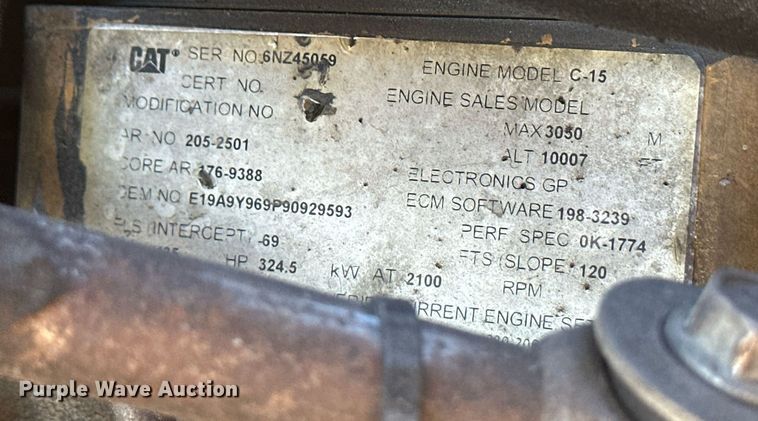 CAT® SER NO. 6NZ45059 ENGINE MODEL C-15
CERT NO. ENGINE SALES MODEL
MODIFICATION NO MAX 3050 M
AR NO 205-2501 ALT 10007 FT
CORE AR 176-9388 ELECTRONICS GP
OEM NO E19A9Y969P90929593 ECM SOFTWARE 198-3239
PERF SPEC 0K-1774
FLS (INTERCEPT) -69 FTS (SLOPE) 120
HP 324.5 kW AT 2100 RPM
Purple Wave Auction